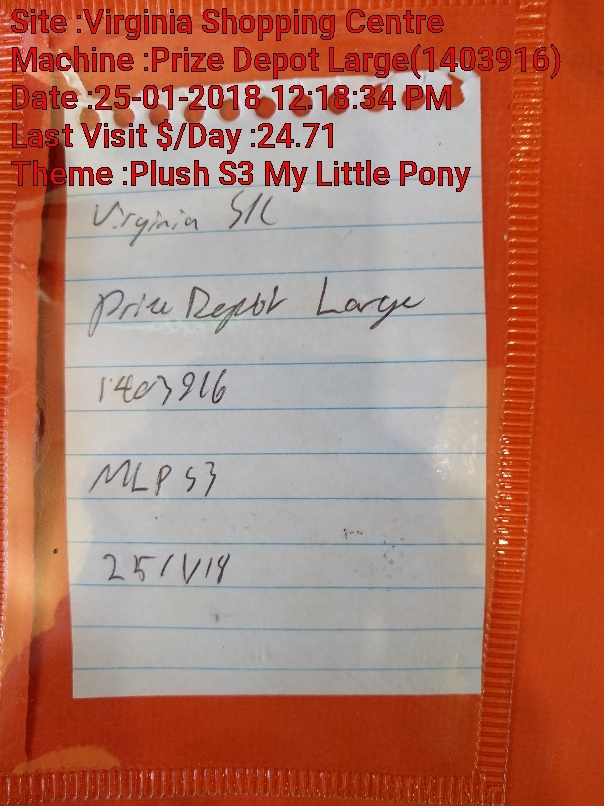 Site :Virginia Shopping Centre
Machine :Prize Depot Large(1403916)
Date :25-01-2018 12:18:34 PM
Last Visit $/Day :24.71
Theme :Plush S3 My Little Pony
Virginia S/C
Prize Depot Large
1403916
MLP S3
25/1/18